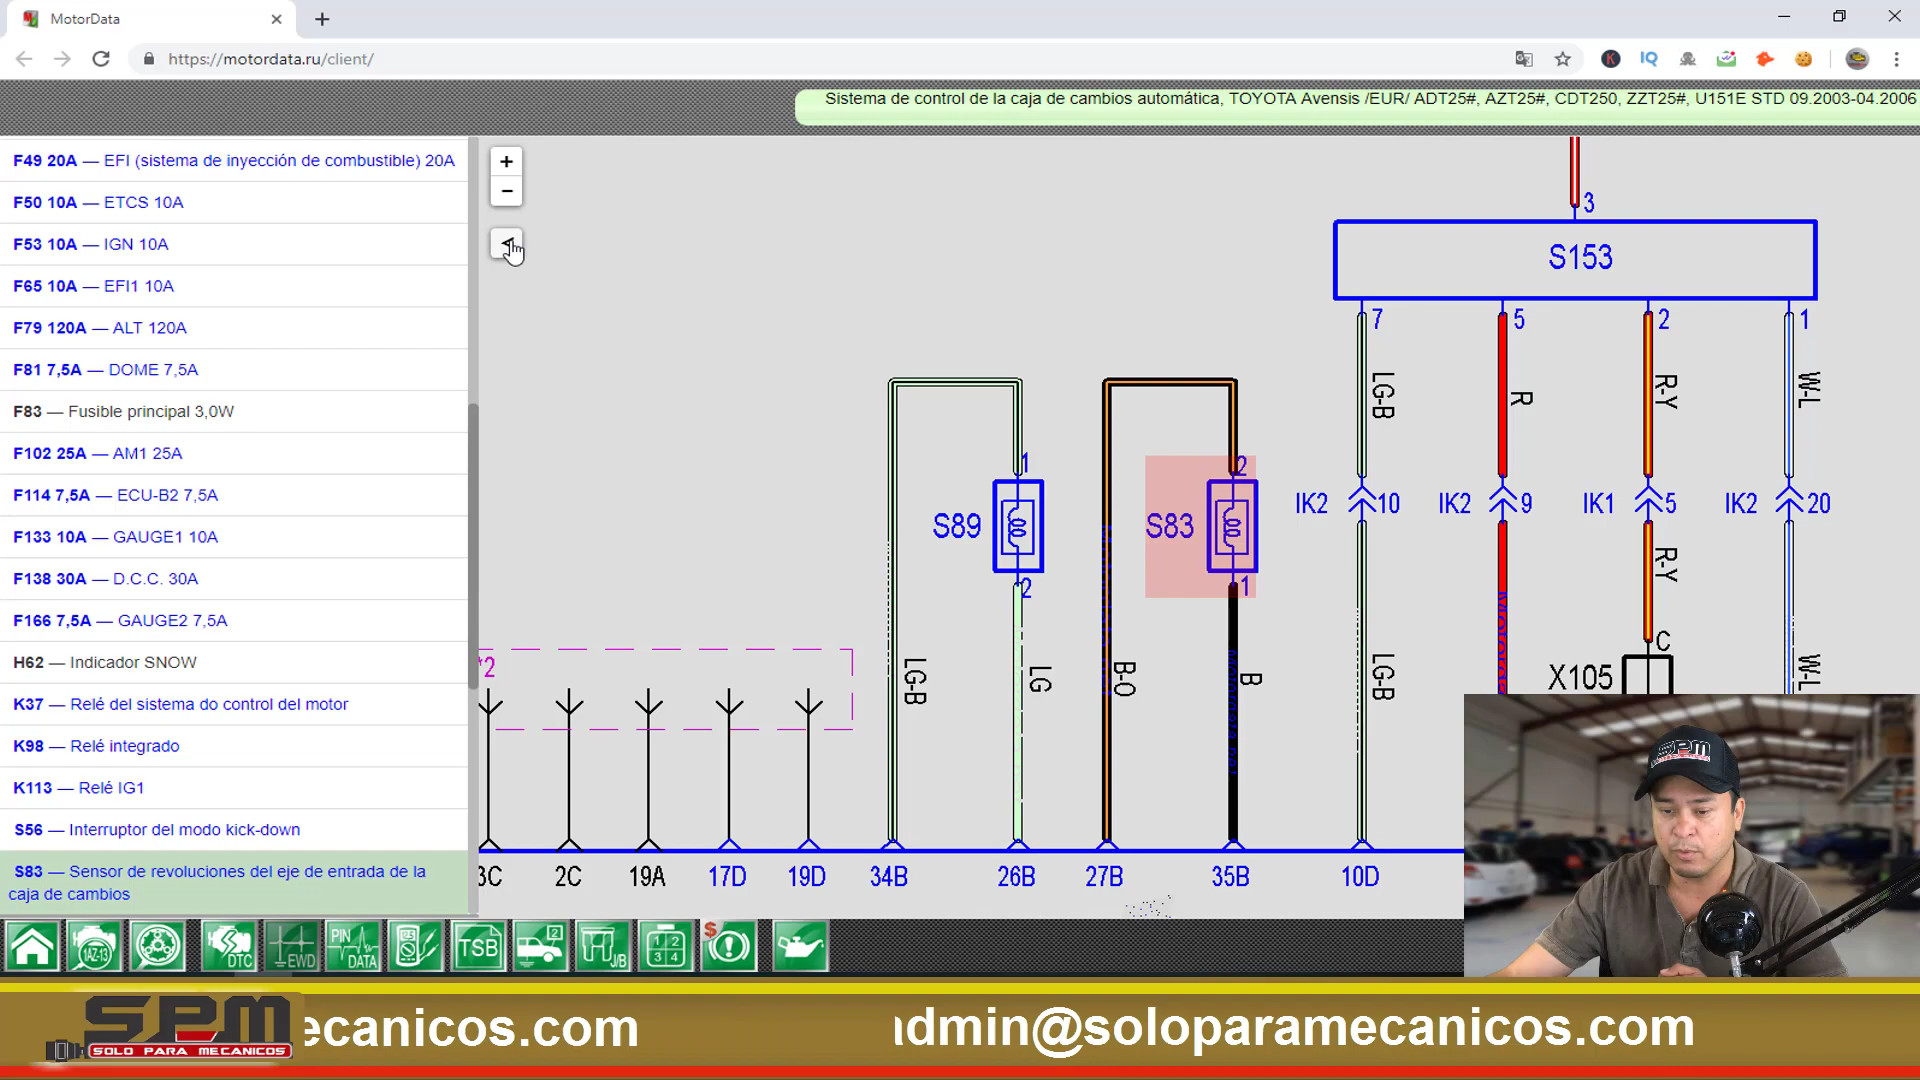 MotorData
https://motordata.ru/client/
IQ
Sistema de control de la caja de cambios automática, TOYOTA Avensis /EUR/ ADT25#, AZT25#, CDT250, ZZT25#, U151E STD 09.2003-04.2006
F49 20A — EFI (sistema de inyección de combustible) 20A
F50 10A — ETCS 10A
F53 10A — IGN 10A
F65 10A — EFI1 10A
F79 120A — ALT 120A
F81 7,5A — DOME 7,5A
F83 — Fusible principal 3,0W
F102 25A — AM1 25A
F114 7,5A — ECU-B2 7,5A
F133 10A — GAUGE1 10A
F138 30A — D.C.C. 30A
F166 7,5A — GAUGE2 7,5A
H62 — Indicador SNOW
K37 — Relé del sistema do control del motor
K98 — Relé integrado
K113 — Relé IG1
S56 — Interruptor del modo kick-down
S83 — Sensor de revoluciones del eje de entrada de la
caja de cambios
+
−
3
S153
7 5 2 1
LG-B R R-Y W-L
1 2
S89 S83
IK2 10 IK2 9 IK1 5 IK2 20
2 1
R-Y
C
X105
*2
LG-B LG B-O B LG-B W-L
3C 2C 19A 17D 19D 34B 26B 27B 35B 10D
1AZ-13 DTC EWD PIN DATA TSB 2 J/B 1 2 3 4 $
SPM
SPM
SOLO PARA MECANICOS
ecanicos.com
dmin@soloparamecanicos.com